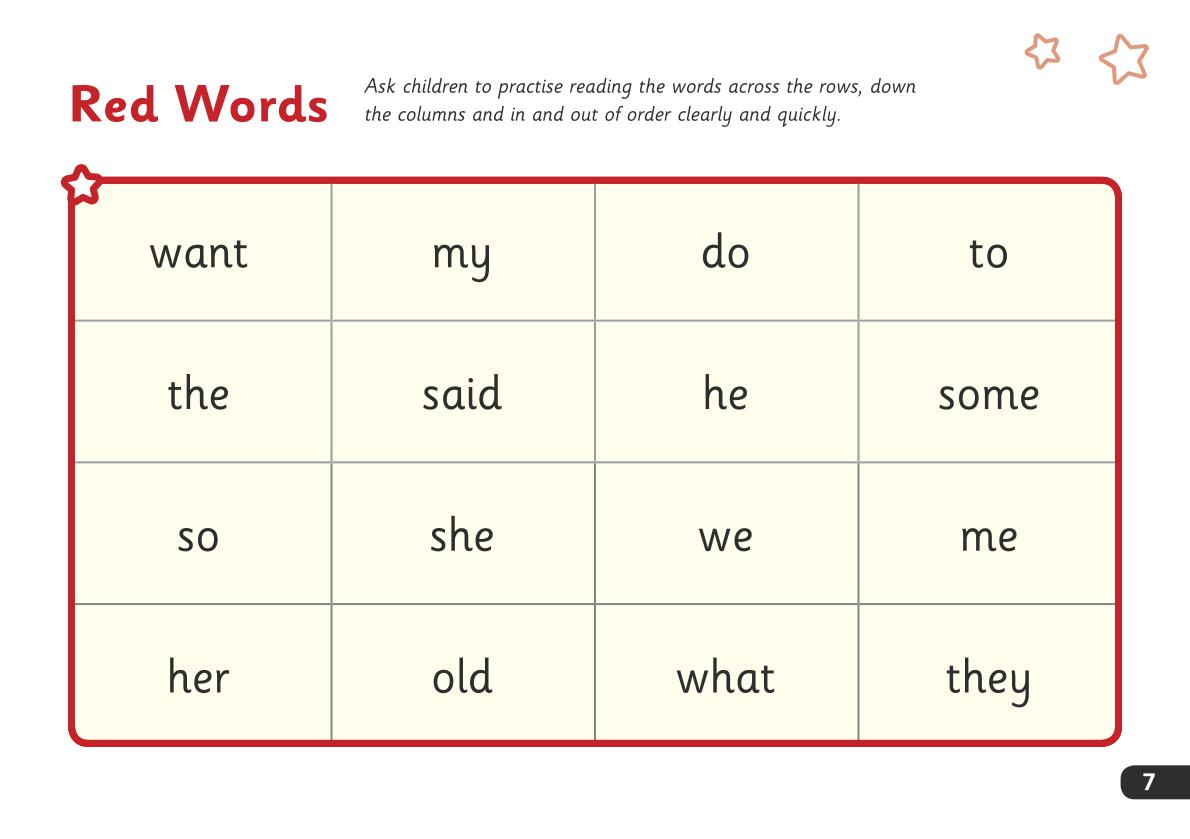 Red Words
Ask children to practise reading the words across the rows, down
the columns and in and out of order clearly and quickly.
want my do to
the said he some
so she we me
her old what they
7